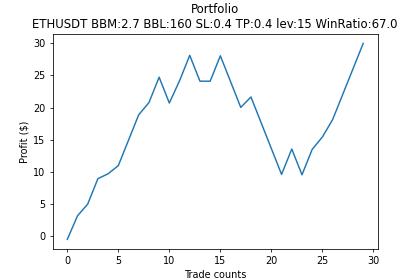 Portfolio
ETHUSDT BBM:2.7 BBL:160 SL:0.4 TP:0.4 lev:15 WinRatio:67.0
30
25
20
15
10
5
0
Profit ($)
0 5 10 15 20 25 30
Trade counts